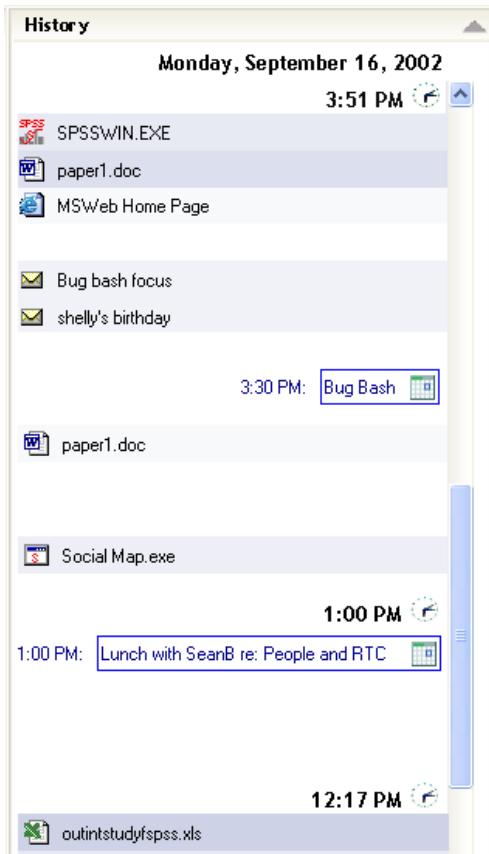 History
Monday, September 16, 2002
3:51 PM
SPSS
SPSSWIN.EXE
paper1.doc
MSWeb Home Page
Bug bash focus
shelly's birthday
3:30 PM: Bug Bash
paper1.doc
Social Map.exe
1:00 PM
1:00 PM: Lunch with SeanB re: People and RTC
12:17 PM
outintstudyfspss.xls